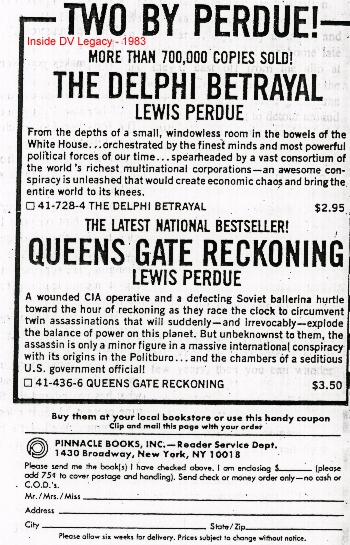 TWO BY PERDUE!
Inside DV Legacy - 1983
MORE THAN 700,000 COPIES SOLD!
THE DELPHI BETRAYAL
LEWIS PERDUE
From the depths of a small, windowless room in the bowels of the
White House...orchestrated by the finest minds and most powerful
political forces of our time...spearheaded by a vast consortium of
the world's richest multinational corporations—an awesome con-
spiracy is unleashed that would create economic chaos and bring the
entire world to its knees.
□ 41-728-4 THE DELPHI BETRAYAL $2.95
THE LATEST NATIONAL BESTSELLER!
QUEENS GATE RECKONING
LEWIS PERDUE
A wounded CIA operative and a defecting Soviet ballerina hurtle
toward the hour of reckoning as they race the clock to circumvent
twin assassinations that will suddenly—and irrevocably—explode
the balance of power on this planet. But unbeknownst to them, the
assassin is only a minor figure in a massive international conspiracy
with its origins in the Politburo...and the chambers of a seditious
U.S. government official!
□ 41-436-6 QUEENS GATE RECKONING $3.50
Buy them at your local bookstore or use this handy coupon
Clip and mail this page with your order
PINNACLE BOOKS, INC.—Reader Service Dept.
1430 Broadway, New York, NY 10018
Please send me the book(s) I have checked above. I am enclosing $______ (please
add 75¢ to cover postage and handling). Send check or money order only—no cash or
C.O.D.'s.
Mr./Mrs./Miss
Address
City State/Zip
Please allow six weeks for delivery. Prices subject to change without notice.